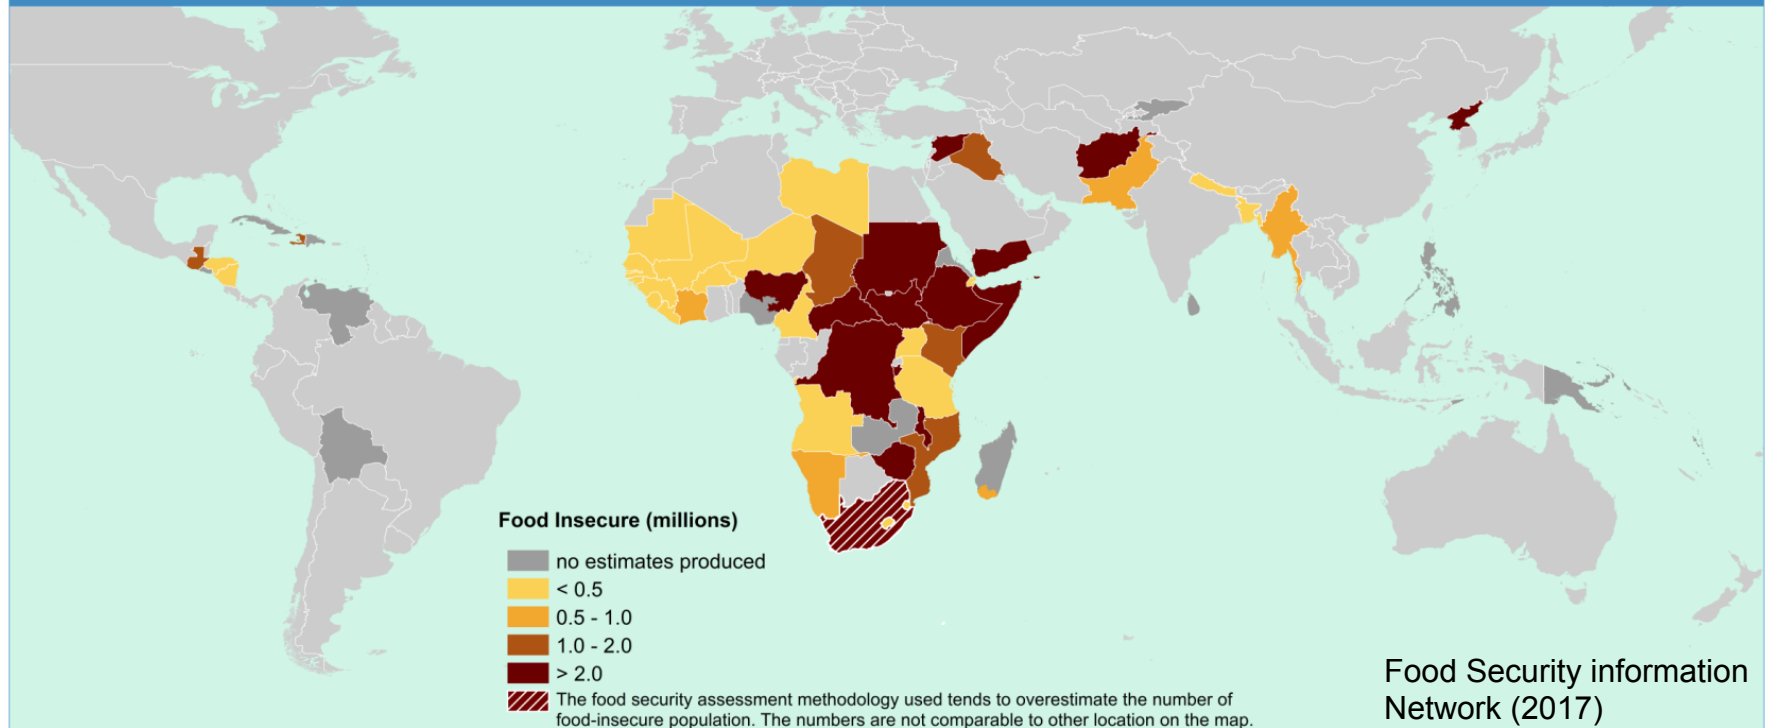 Food Insecure (millions)
no estimates produced
< 0.5
0.5 - 1.0
1.0 - 2.0
> 2.0
The food security assessment methodology used tends to overestimate the number of
food-insecure population. The numbers are not comparable to other location on the map.
Food Security information
Network (2017)